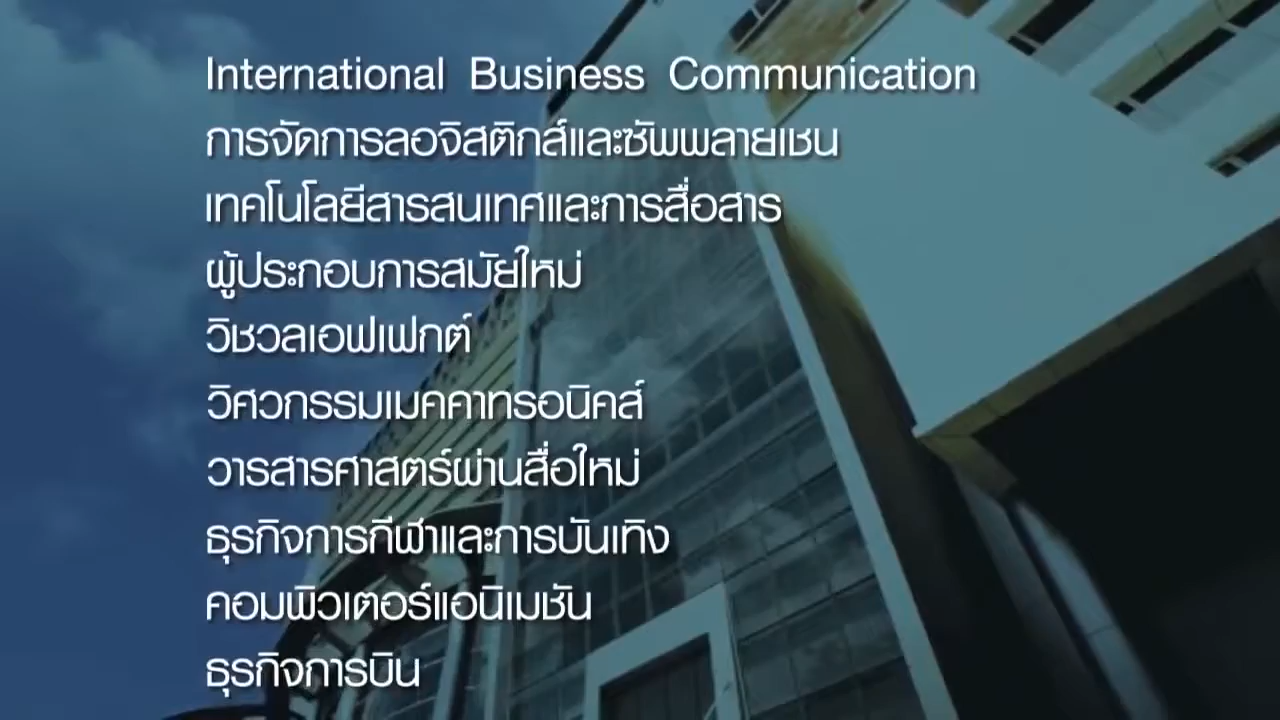 International Business Communication
การจัดการลอจิสติกส์และซัพพลายเชน
เทคโนโลยีสารสนเทศและการสื่อสาร
ผู้ประกอบการสมัยใหม่
วิชวลเอฟเฟกต์
วิศวกรรมเมคคาทรอนิคส์
วารสารศาสตร์ผ่านสื่อใหม่
ธุรกิจการกีฬาและการบันเทิง
คอมพิวเตอร์แอนิเมชัน
ธุรกิจการบิน